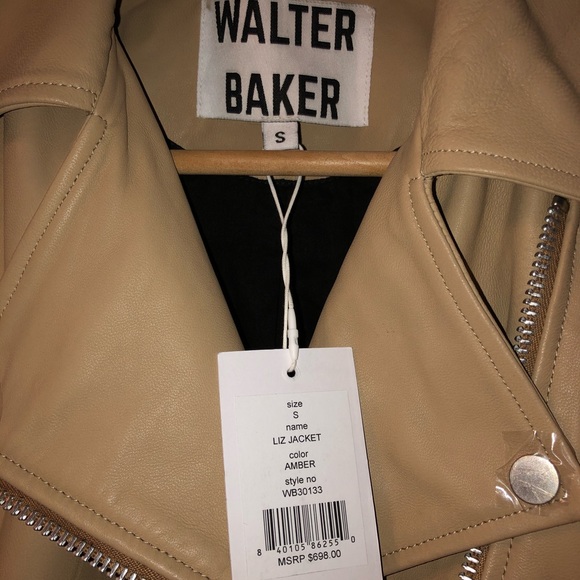 WALTER
BAKER
S
size
S
name
LIZ JACKET
color
AMBER
style no
WB30133
8 40105 86255 0
MSRP $698.00